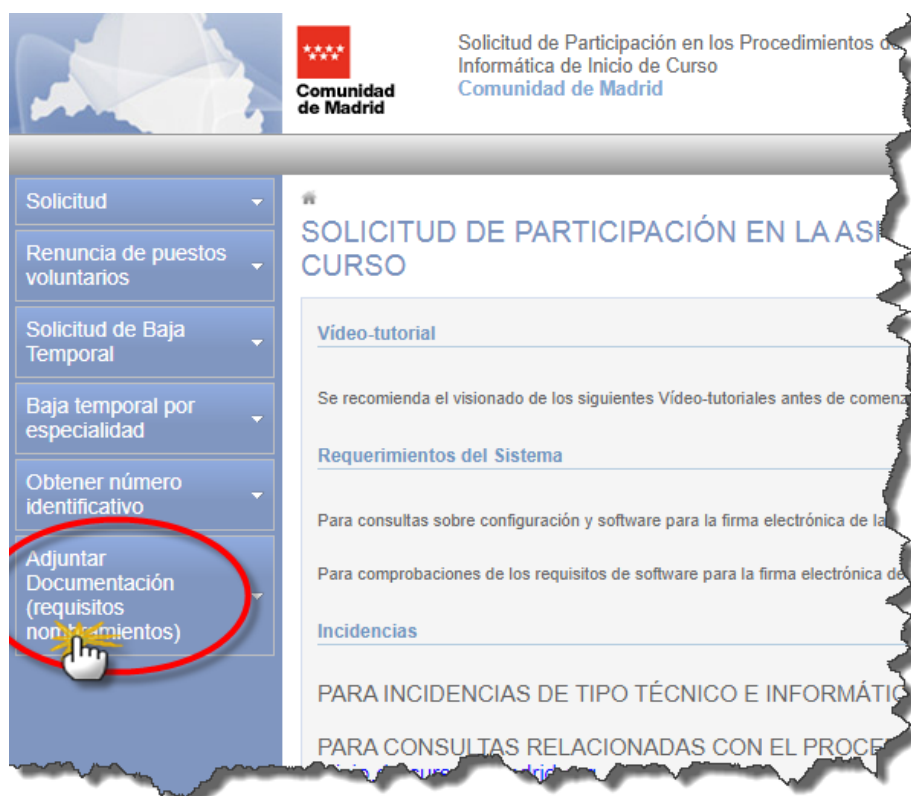 Comunidad
de Madrid
Solicitud de Participación en los Procedimientos de
Informática de Inicio de Curso
Comunidad de Madrid
Solicitud
Renuncia de puestos
voluntarios
Solicitud de Baja
Temporal
Baja temporal por
especialidad
Obtener número
identificativo
Adjuntar
Documentación
(requisitos
nombramientos)
SOLICITUD DE PARTICIPACIÓN EN LA
CURSO
Vídeo-tutorial
Se recomienda el visionado de los siguientes Vídeo-tutoriales antes de
Requerimientos del Sistema
Para consultas sobre configuración y software para la firma electrónica de la
Para comprobaciones de los requisitos de software para la firma electrónica de
Incidencias
PARA INCIDENCIAS DE TIPO TÉCNICO E
PARA CONSULTAS RELACIONADAS CON EL